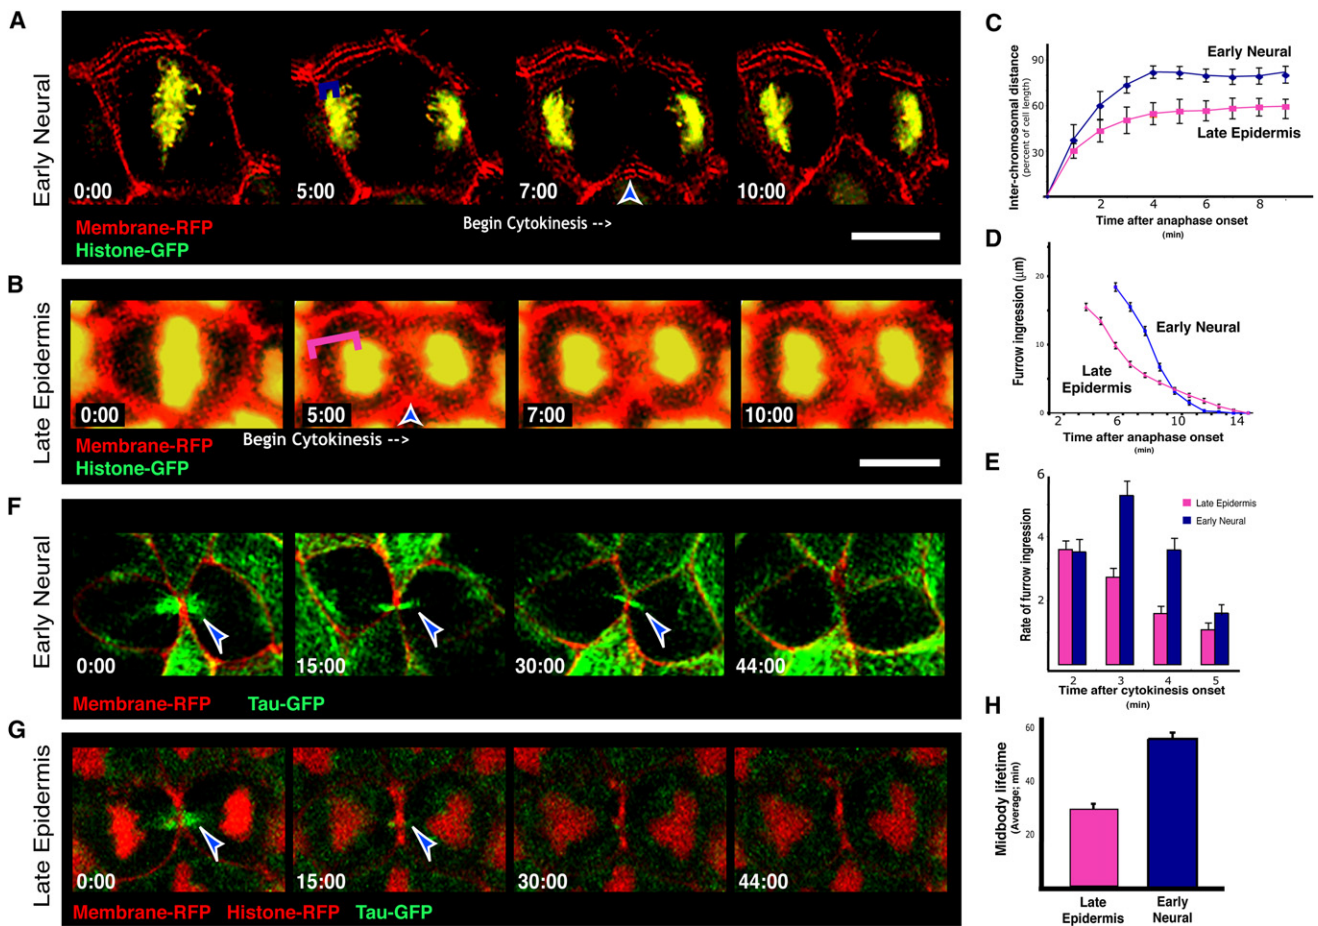 A
Early Neural
0:00
5:00
7:00
10:00
Begin Cytokinesis -->
Membrane-RFP
Histone-GFP
B
Late Epidermis
0:00
5:00
7:00
10:00
Begin Cytokinesis -->
Membrane-RFP
Histone-GFP
F
Early Neural
0:00
15:00
30:00
44:00
Membrane-RFP Tau-GFP
G
Late Epidermis
0:00
15:00
30:00
44:00
Membrane-RFP Histone-RFP Tau-GFP
C
Inter-chromosomal distance
(percent of cell length)
90
60
30
Early Neural
Late Epidermis
2 4 6 8
Time after anaphase onset
(min)
D
Furrow ingression (μm)
20
10
0
Early Neural
Late
Epidermis
2 6 10 14
Time after anaphase onset
(min)
E
Rate of furrow ingression
6
4
2
Late Epidermis
Early Neural
2 3 4 5
Time after cytokinesis onset
(min)
H
Midbody lifetime
(Average; min)
60
40
20
Late
Epidermis
Early
Neural